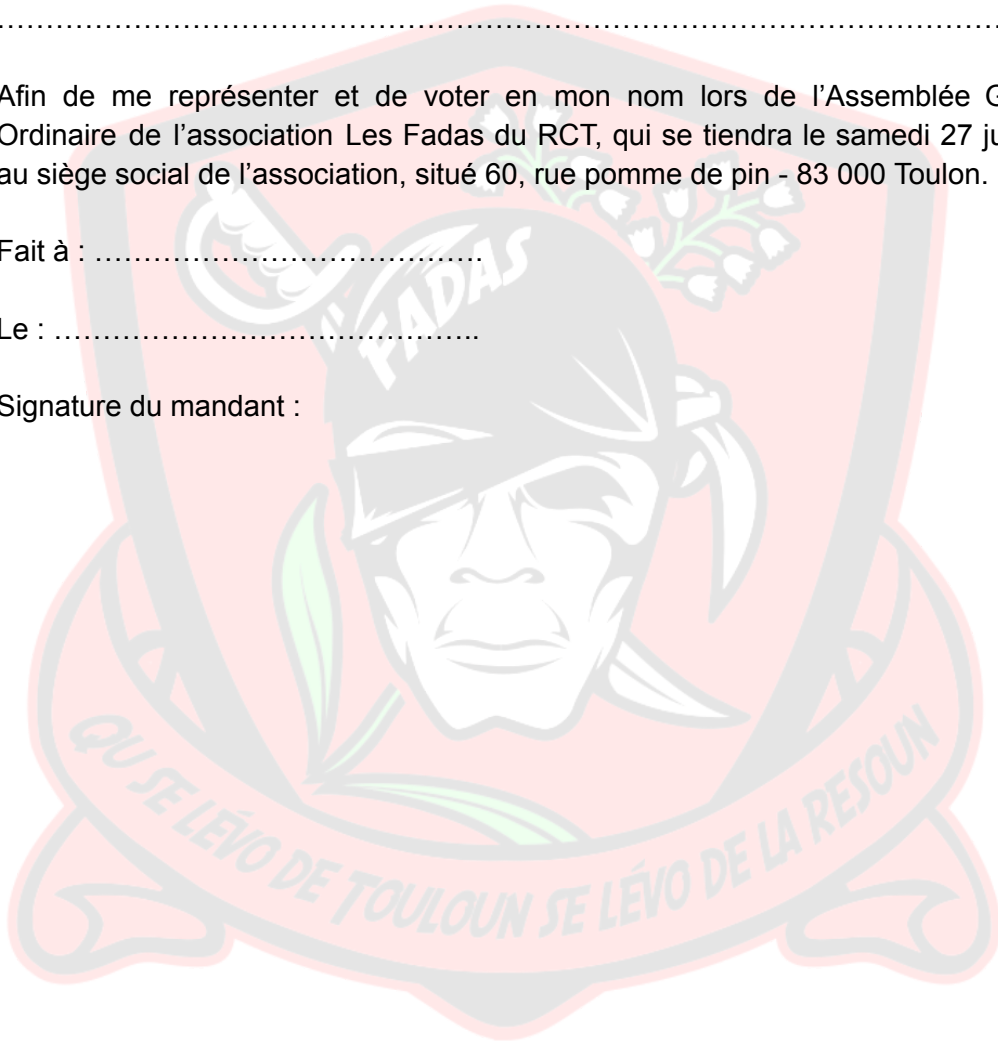 …………………………………………………………………………………………………
Afin de me représenter et de voter en mon nom lors de l’Assemblée
Ordinaire de l’association Les Fadas du RCT, qui se tiendra le samedi 27
au siège social de l’association, situé 60, rue pomme de pin - 83 000 Toulon.
Fait à : ………………………………….
Le : ……………………………………..
Signature du mandant :
FADAS
QU SE LÉVO DE TOULOUN SE LÉVO DE LA RESOUN